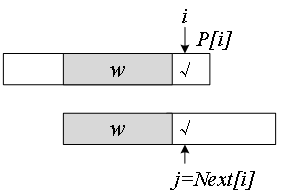 i
P[i]
w √
w √
j=Next[i]